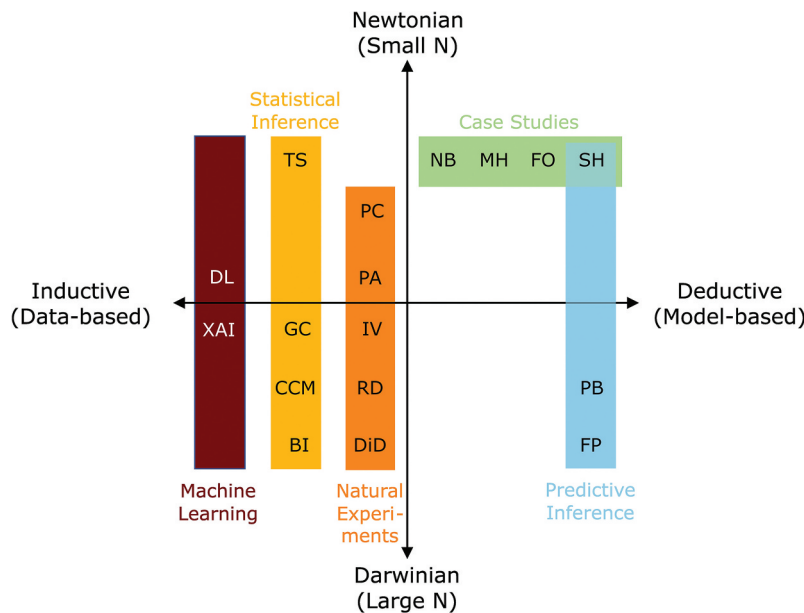 Newtonian
(Small N)
Statistical
Inference
Case Studies
TS
NB MH FO SH
PC
DL
PA
Inductive
(Data-based)
Deductive
(Model-based)
XAI
GC
IV
CCM
RD
PB
BI
DiD
FP
Machine
Learning
Natural
Experi-
ments
Predictive
Inference
Darwinian
(Large N)